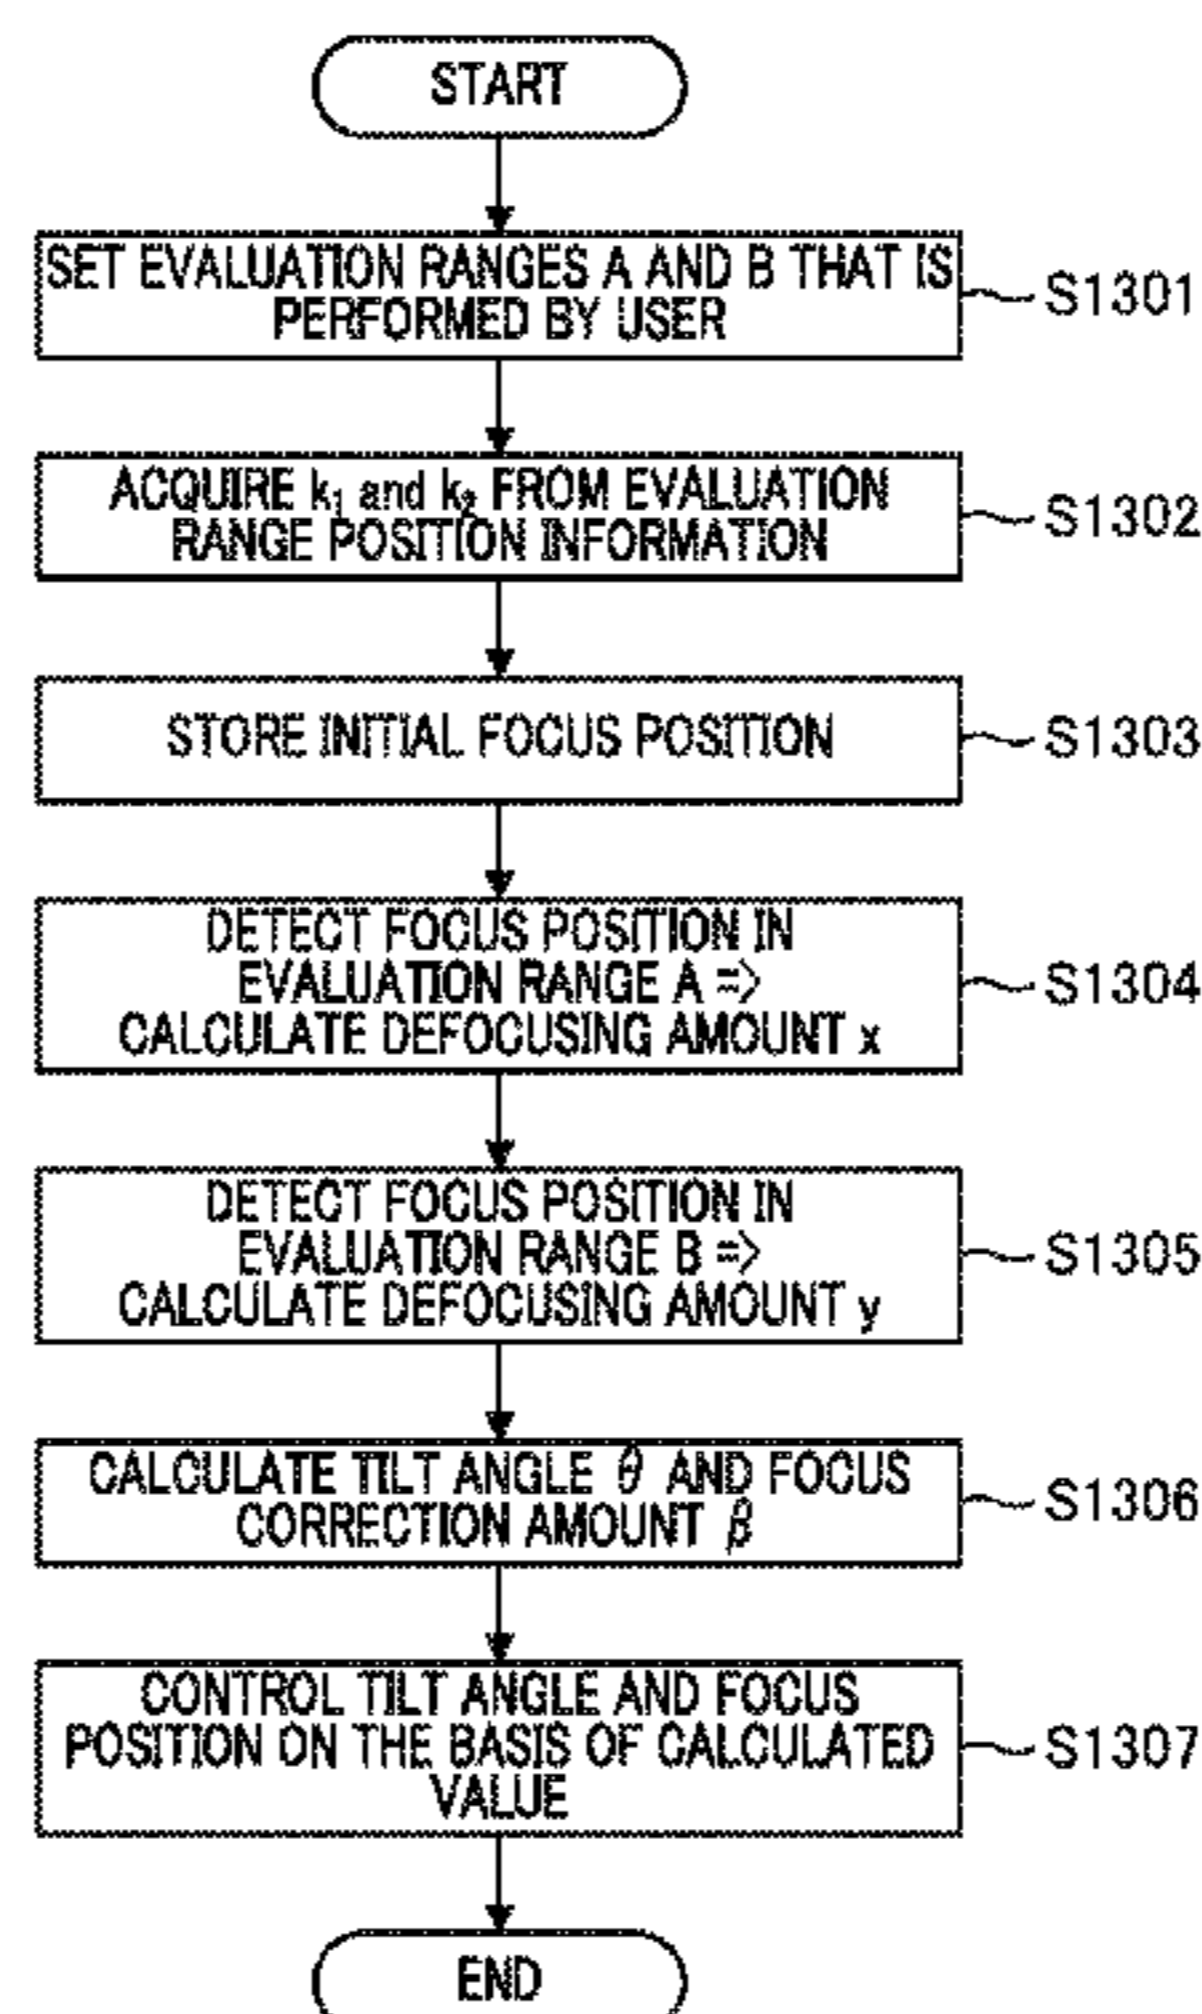 START
SET EVALUATION RANGES A AND B THAT IS
PERFORMED BY USER
S1301
ACQUIRE k₁ and k₂ FROM EVALUATION
RANGE POSITION INFORMATION
S1302
STORE INITIAL FOCUS POSITION
S1303
DETECT FOCUS POSITION IN
EVALUATION RANGE A =>
CALCULATE DEFOCUSING AMOUNT x
S1304
DETECT FOCUS POSITION IN
EVALUATION RANGE B =>
CALCULATE DEFOCUSING AMOUNT y
S1305
CALCULATE TILT ANGLE θ AND FOCUS
CORRECTION AMOUNT β
S1306
CONTROL TILT ANGLE AND FOCUS
POSITION ON THE BASIS OF CALCULATED
VALUE
S1307
END